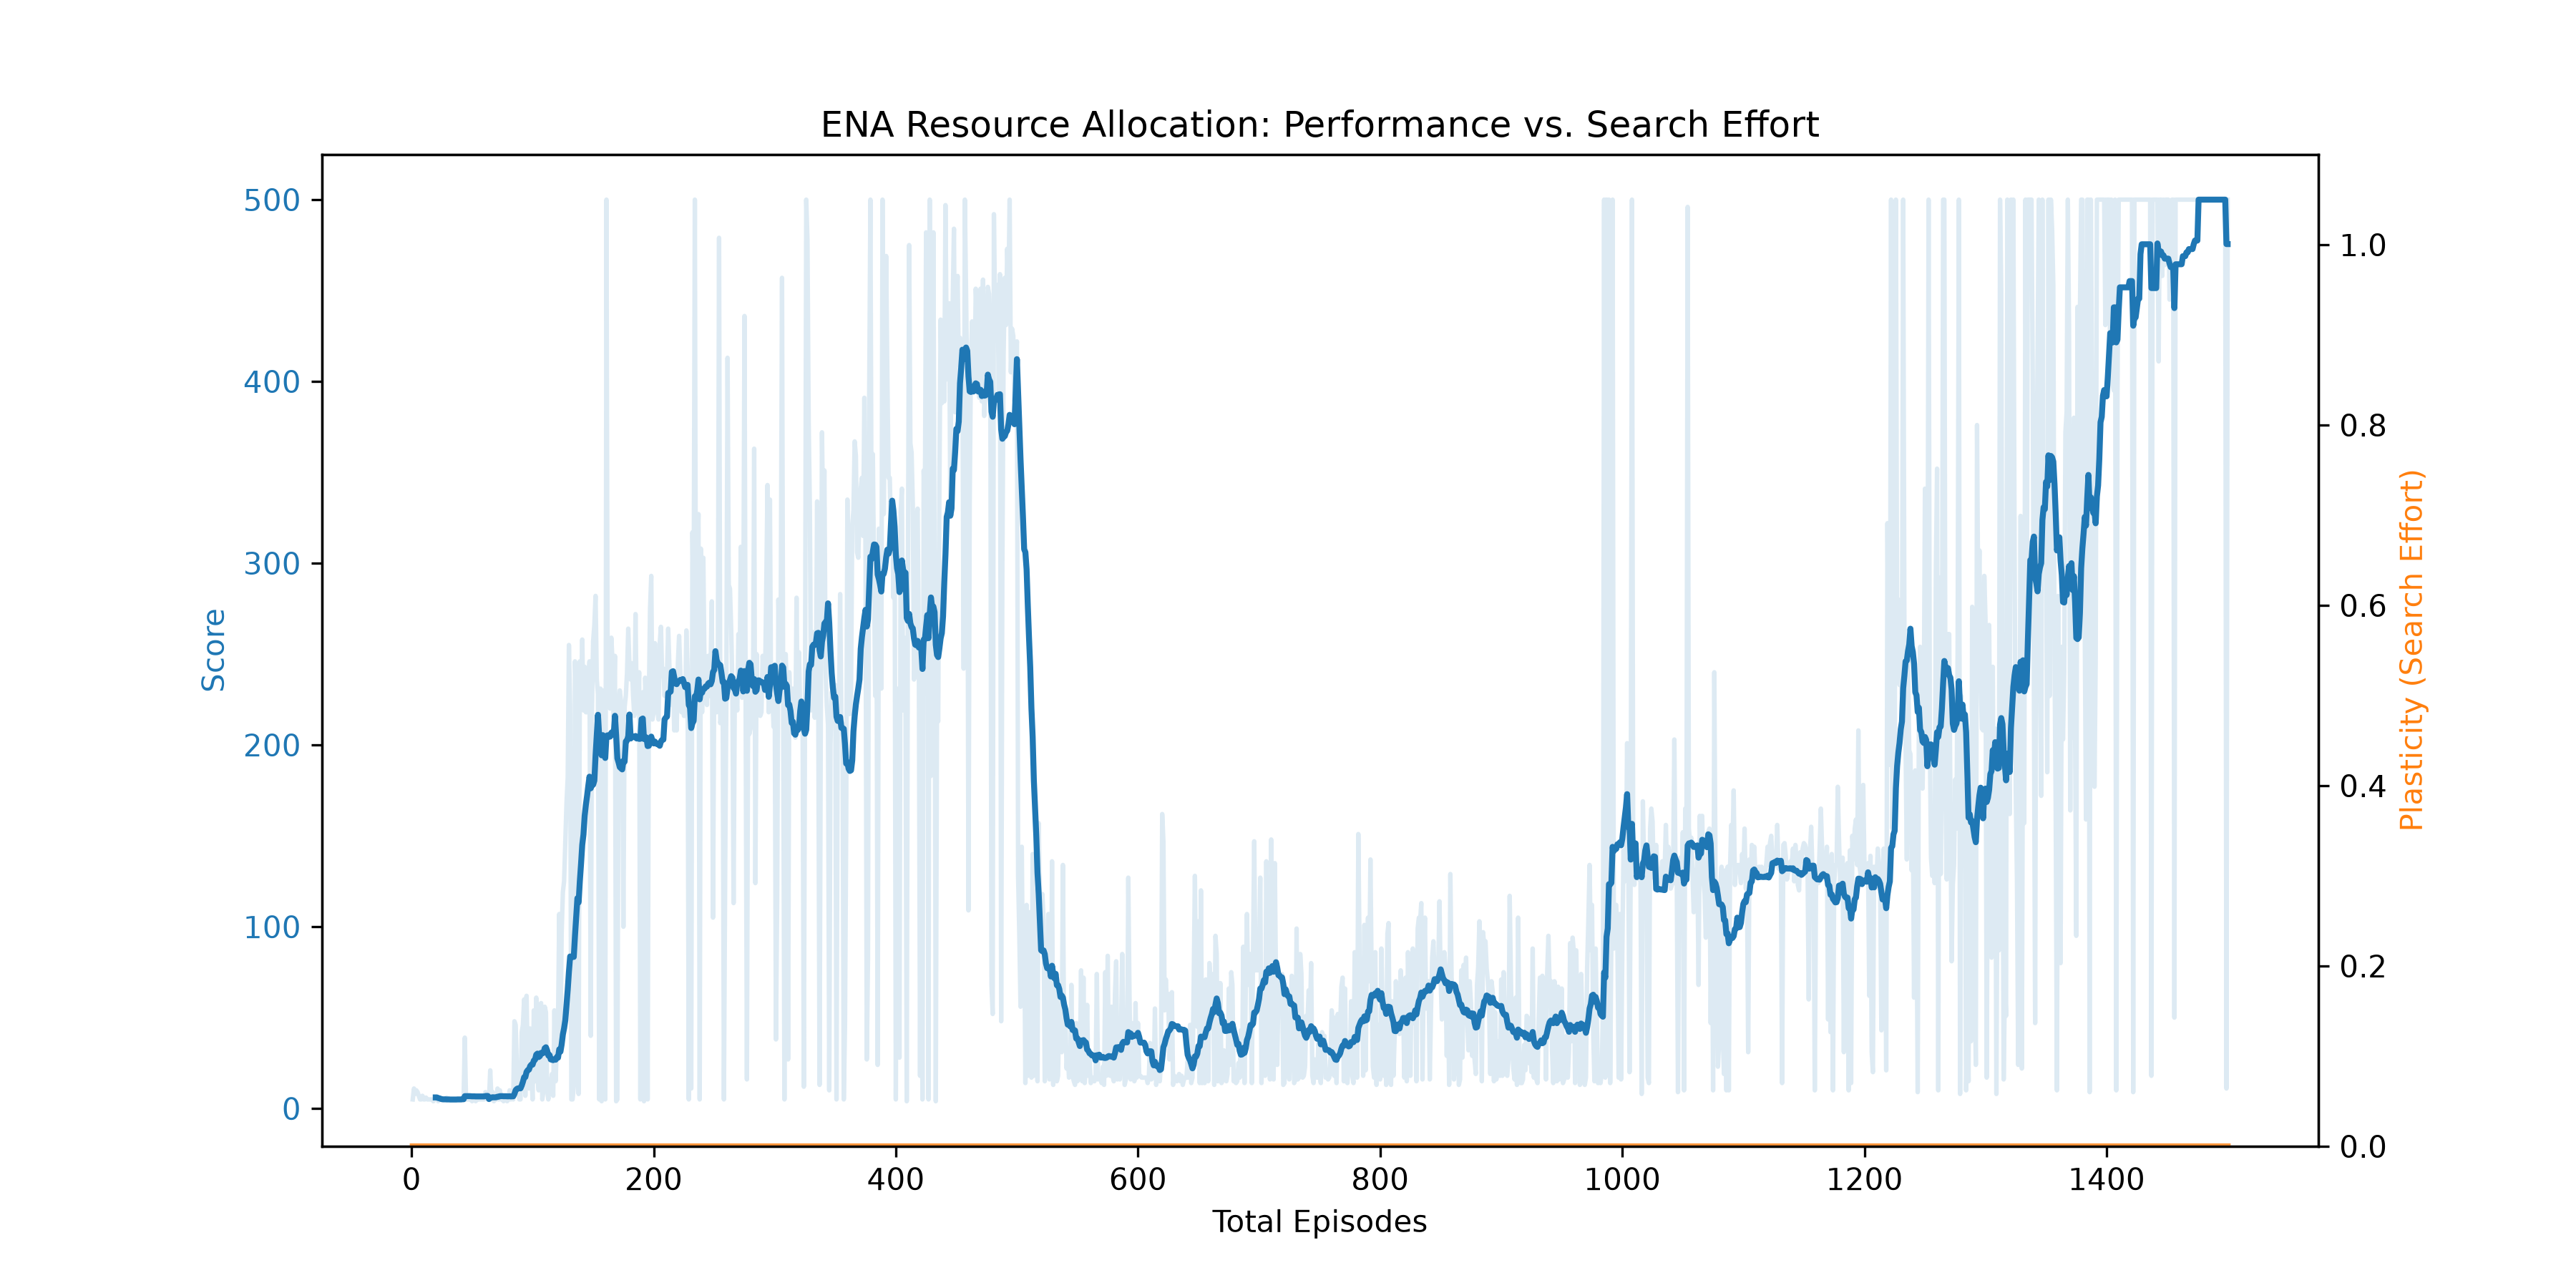 ENA Resource Allocation: Performance vs. Search Effort
500
400
300
200
100
0
Score
1.0
0.8
0.6
0.4
0.2
0.0
Plasticity (Search Effort)
0 200 400 600 800 1000 1200 1400
Total Episodes